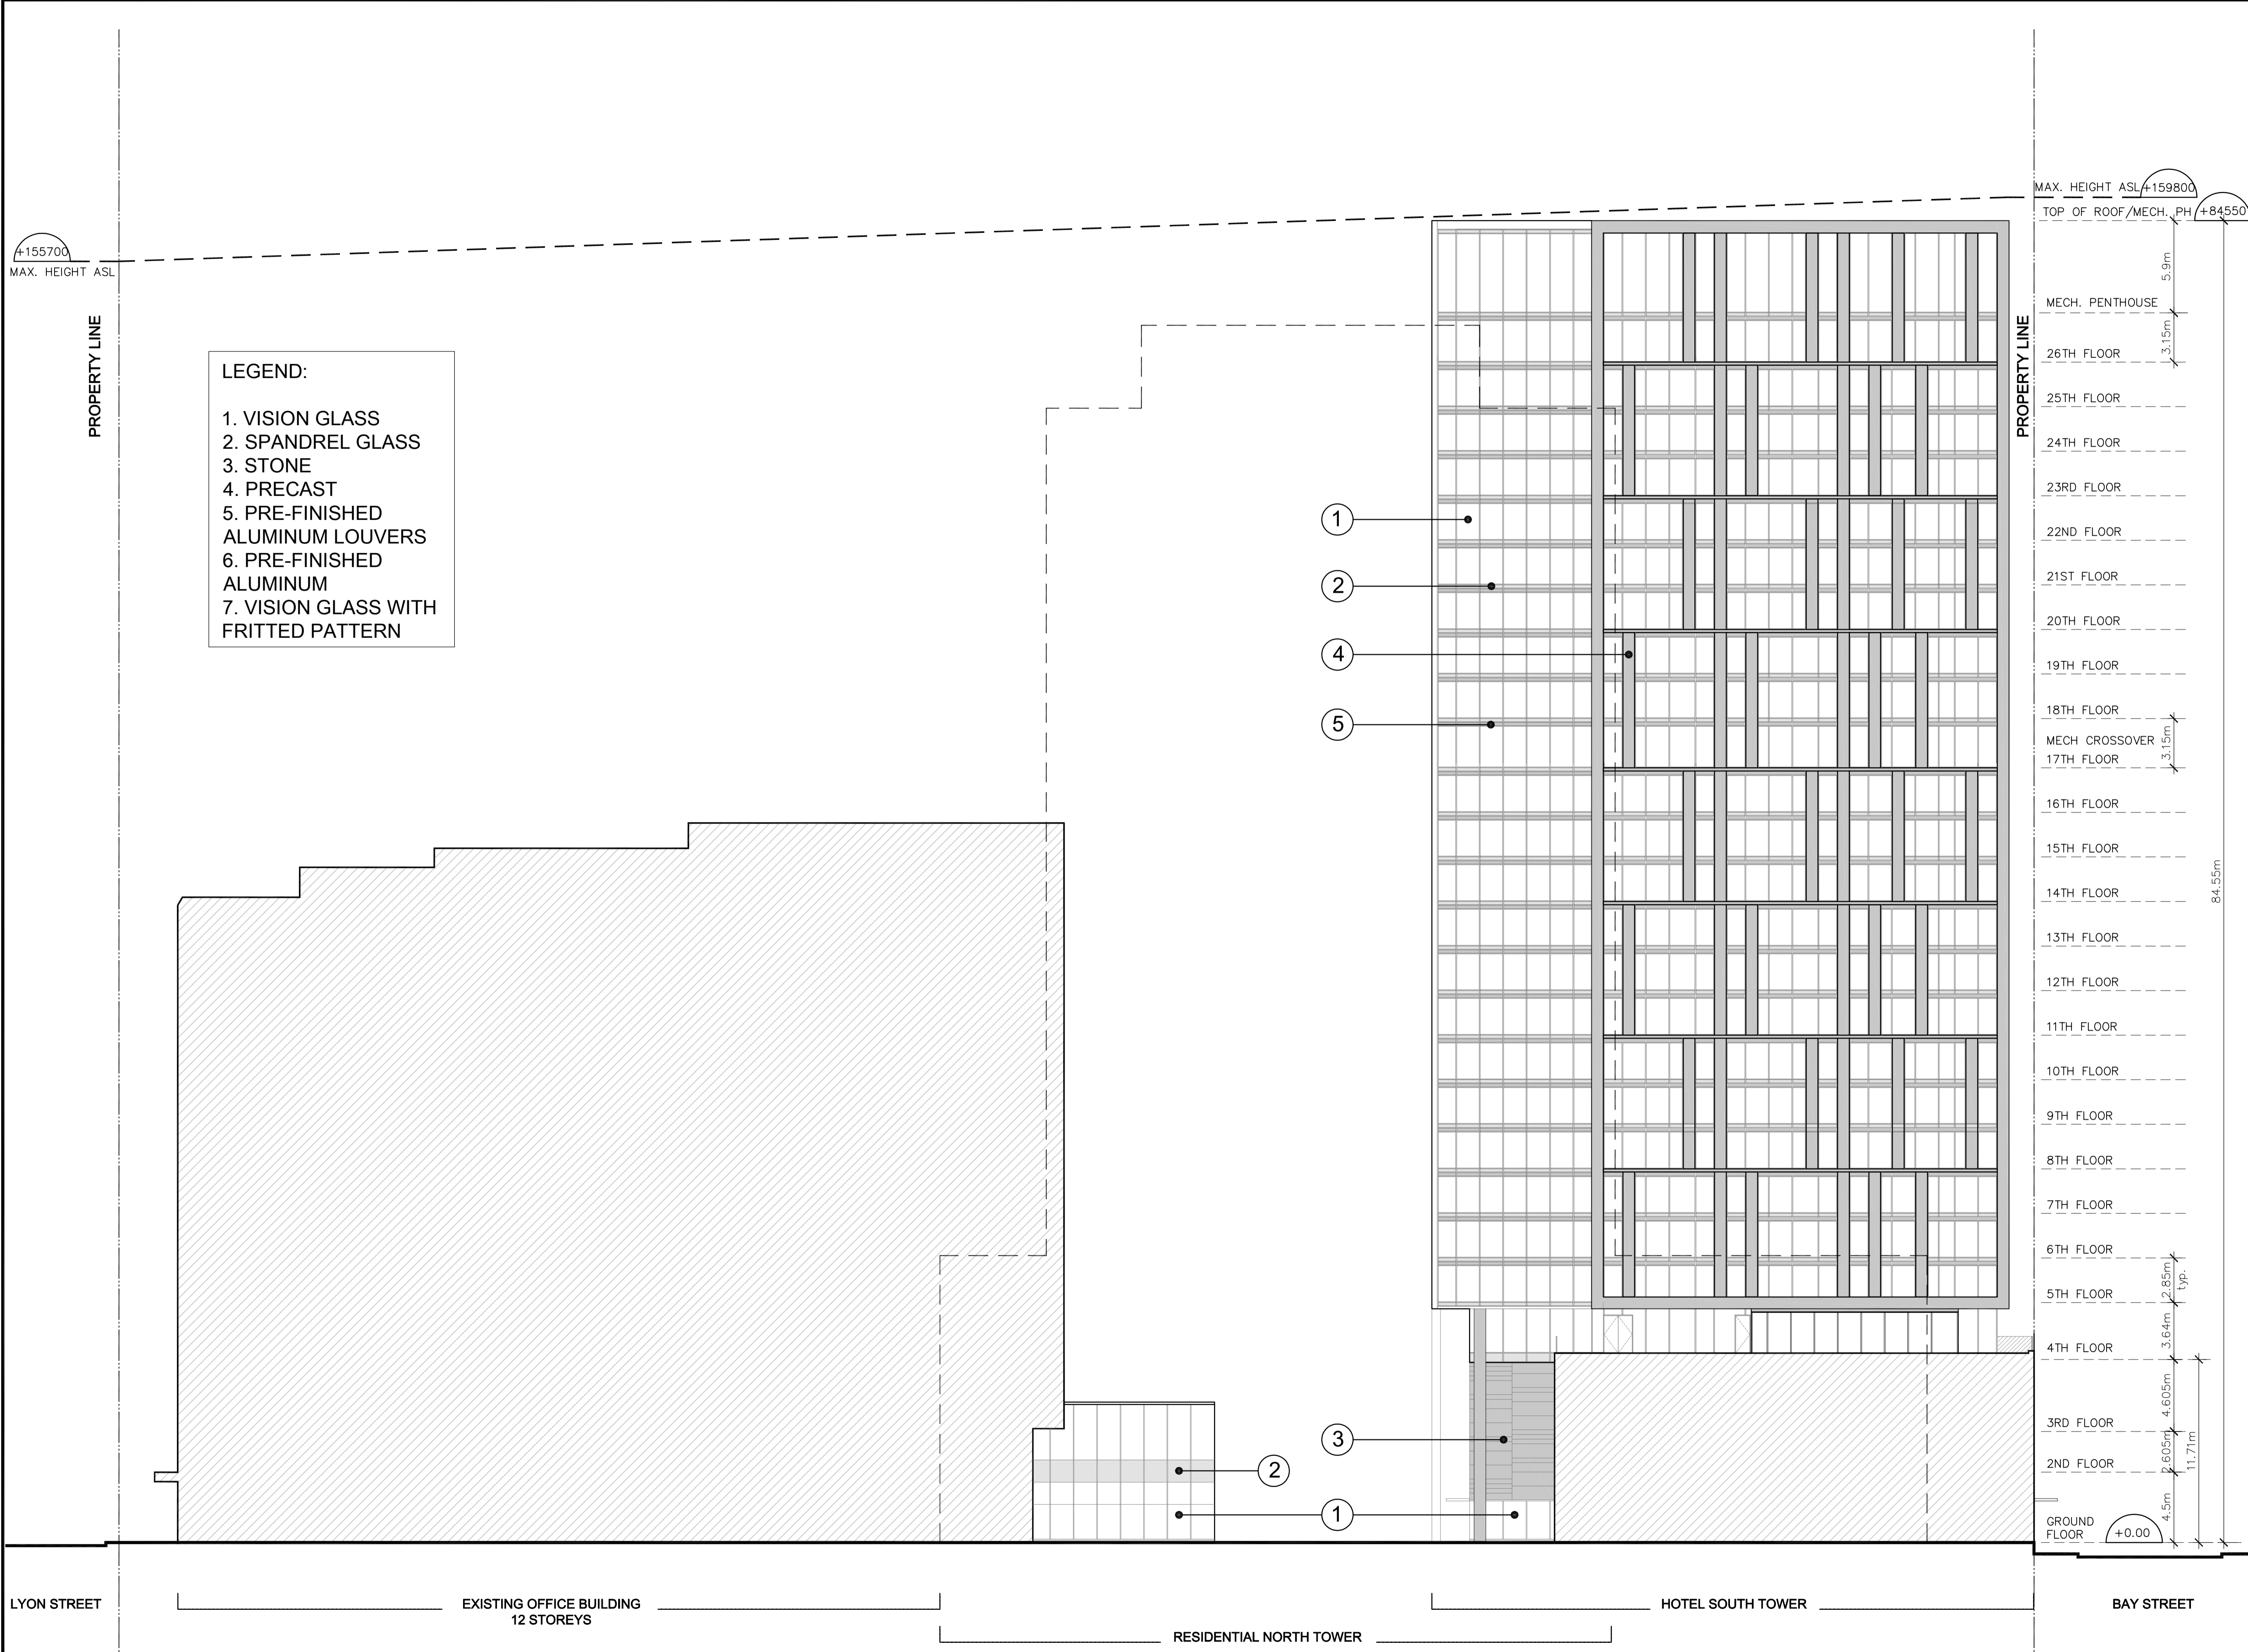 +155700
MAX. HEIGHT ASL
PROPERTY LINE
LEGEND:
1. VISION GLASS
2. SPANDREL GLASS
3. STONE
4. PRECAST
5. PRE-FINISHED
ALUMINUM LOUVERS
6. PRE-FINISHED
ALUMINUM
7. VISION GLASS WITH
FRITTED PATTERN
1
2
4
5
3
2
1
PROPERTY LINE
MAX. HEIGHT ASL +159800
TOP OF ROOF/MECH. PH +84550
5.9m
MECH. PENTHOUSE
3.15m
26TH FLOOR
25TH FLOOR
24TH FLOOR
23RD FLOOR
22ND FLOOR
21ST FLOOR
20TH FLOOR
19TH FLOOR
18TH FLOOR
MECH CROSSOVER
3.15m
17TH FLOOR
16TH FLOOR
15TH FLOOR
84.55m
14TH FLOOR
13TH FLOOR
12TH FLOOR
11TH FLOOR
10TH FLOOR
9TH FLOOR
8TH FLOOR
7TH FLOOR
6TH FLOOR
2.85m
typ.
5TH FLOOR
3.64m
4TH FLOOR
4.605m
3RD FLOOR
2.605m
11.71m
2ND FLOOR
4.5m
GROUND
FLOOR
+0.00
LYON STREET
EXISTING OFFICE BUILDING
12 STOREYS
HOTEL SOUTH TOWER
BAY STREET
RESIDENTIAL NORTH TOWER